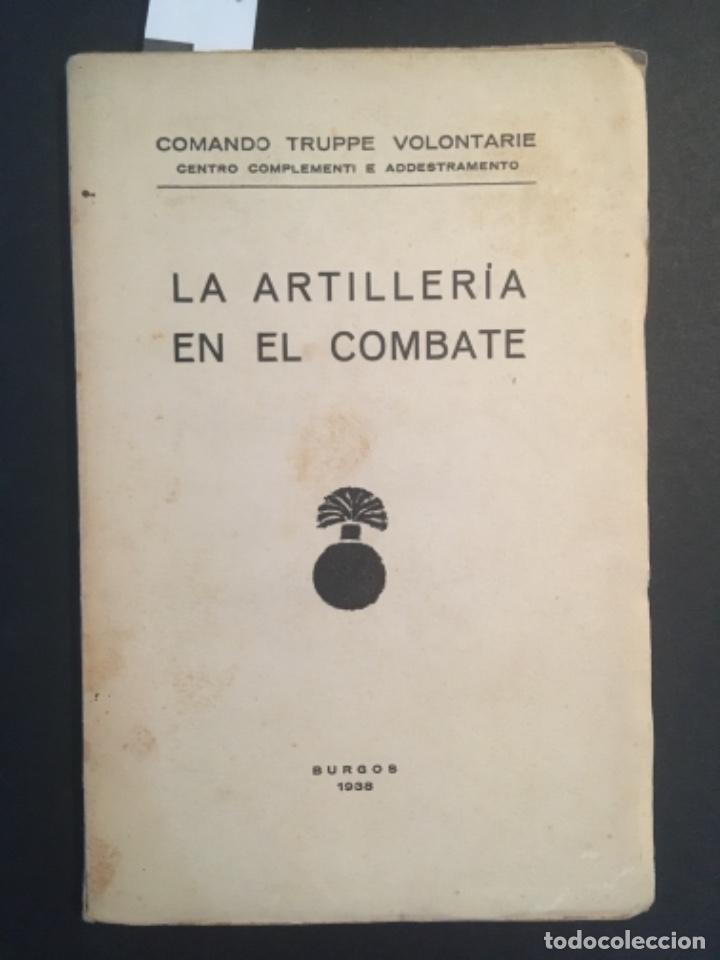 COMANDO TRUPPE VOLONTARIE
CENTRO COMPLEMENTI E ADDESTRAMENTO
LA ARTILLERÍA
EN EL COMBATE
BURGOS
1938
todocoleccion